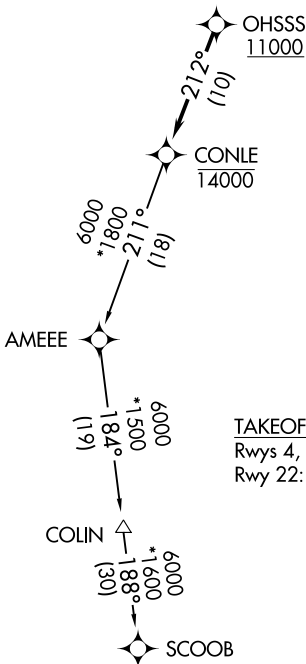 OHSSS
11000
212°
(10)
CONLE
14000
6000
*1800
211°
(18)
AMEEE
6000
*1500
184°
(19)
TAKEOF
Rwys 4,
Rwy 22:
COLIN
6000
*1600
188°
(30)
SCOOB